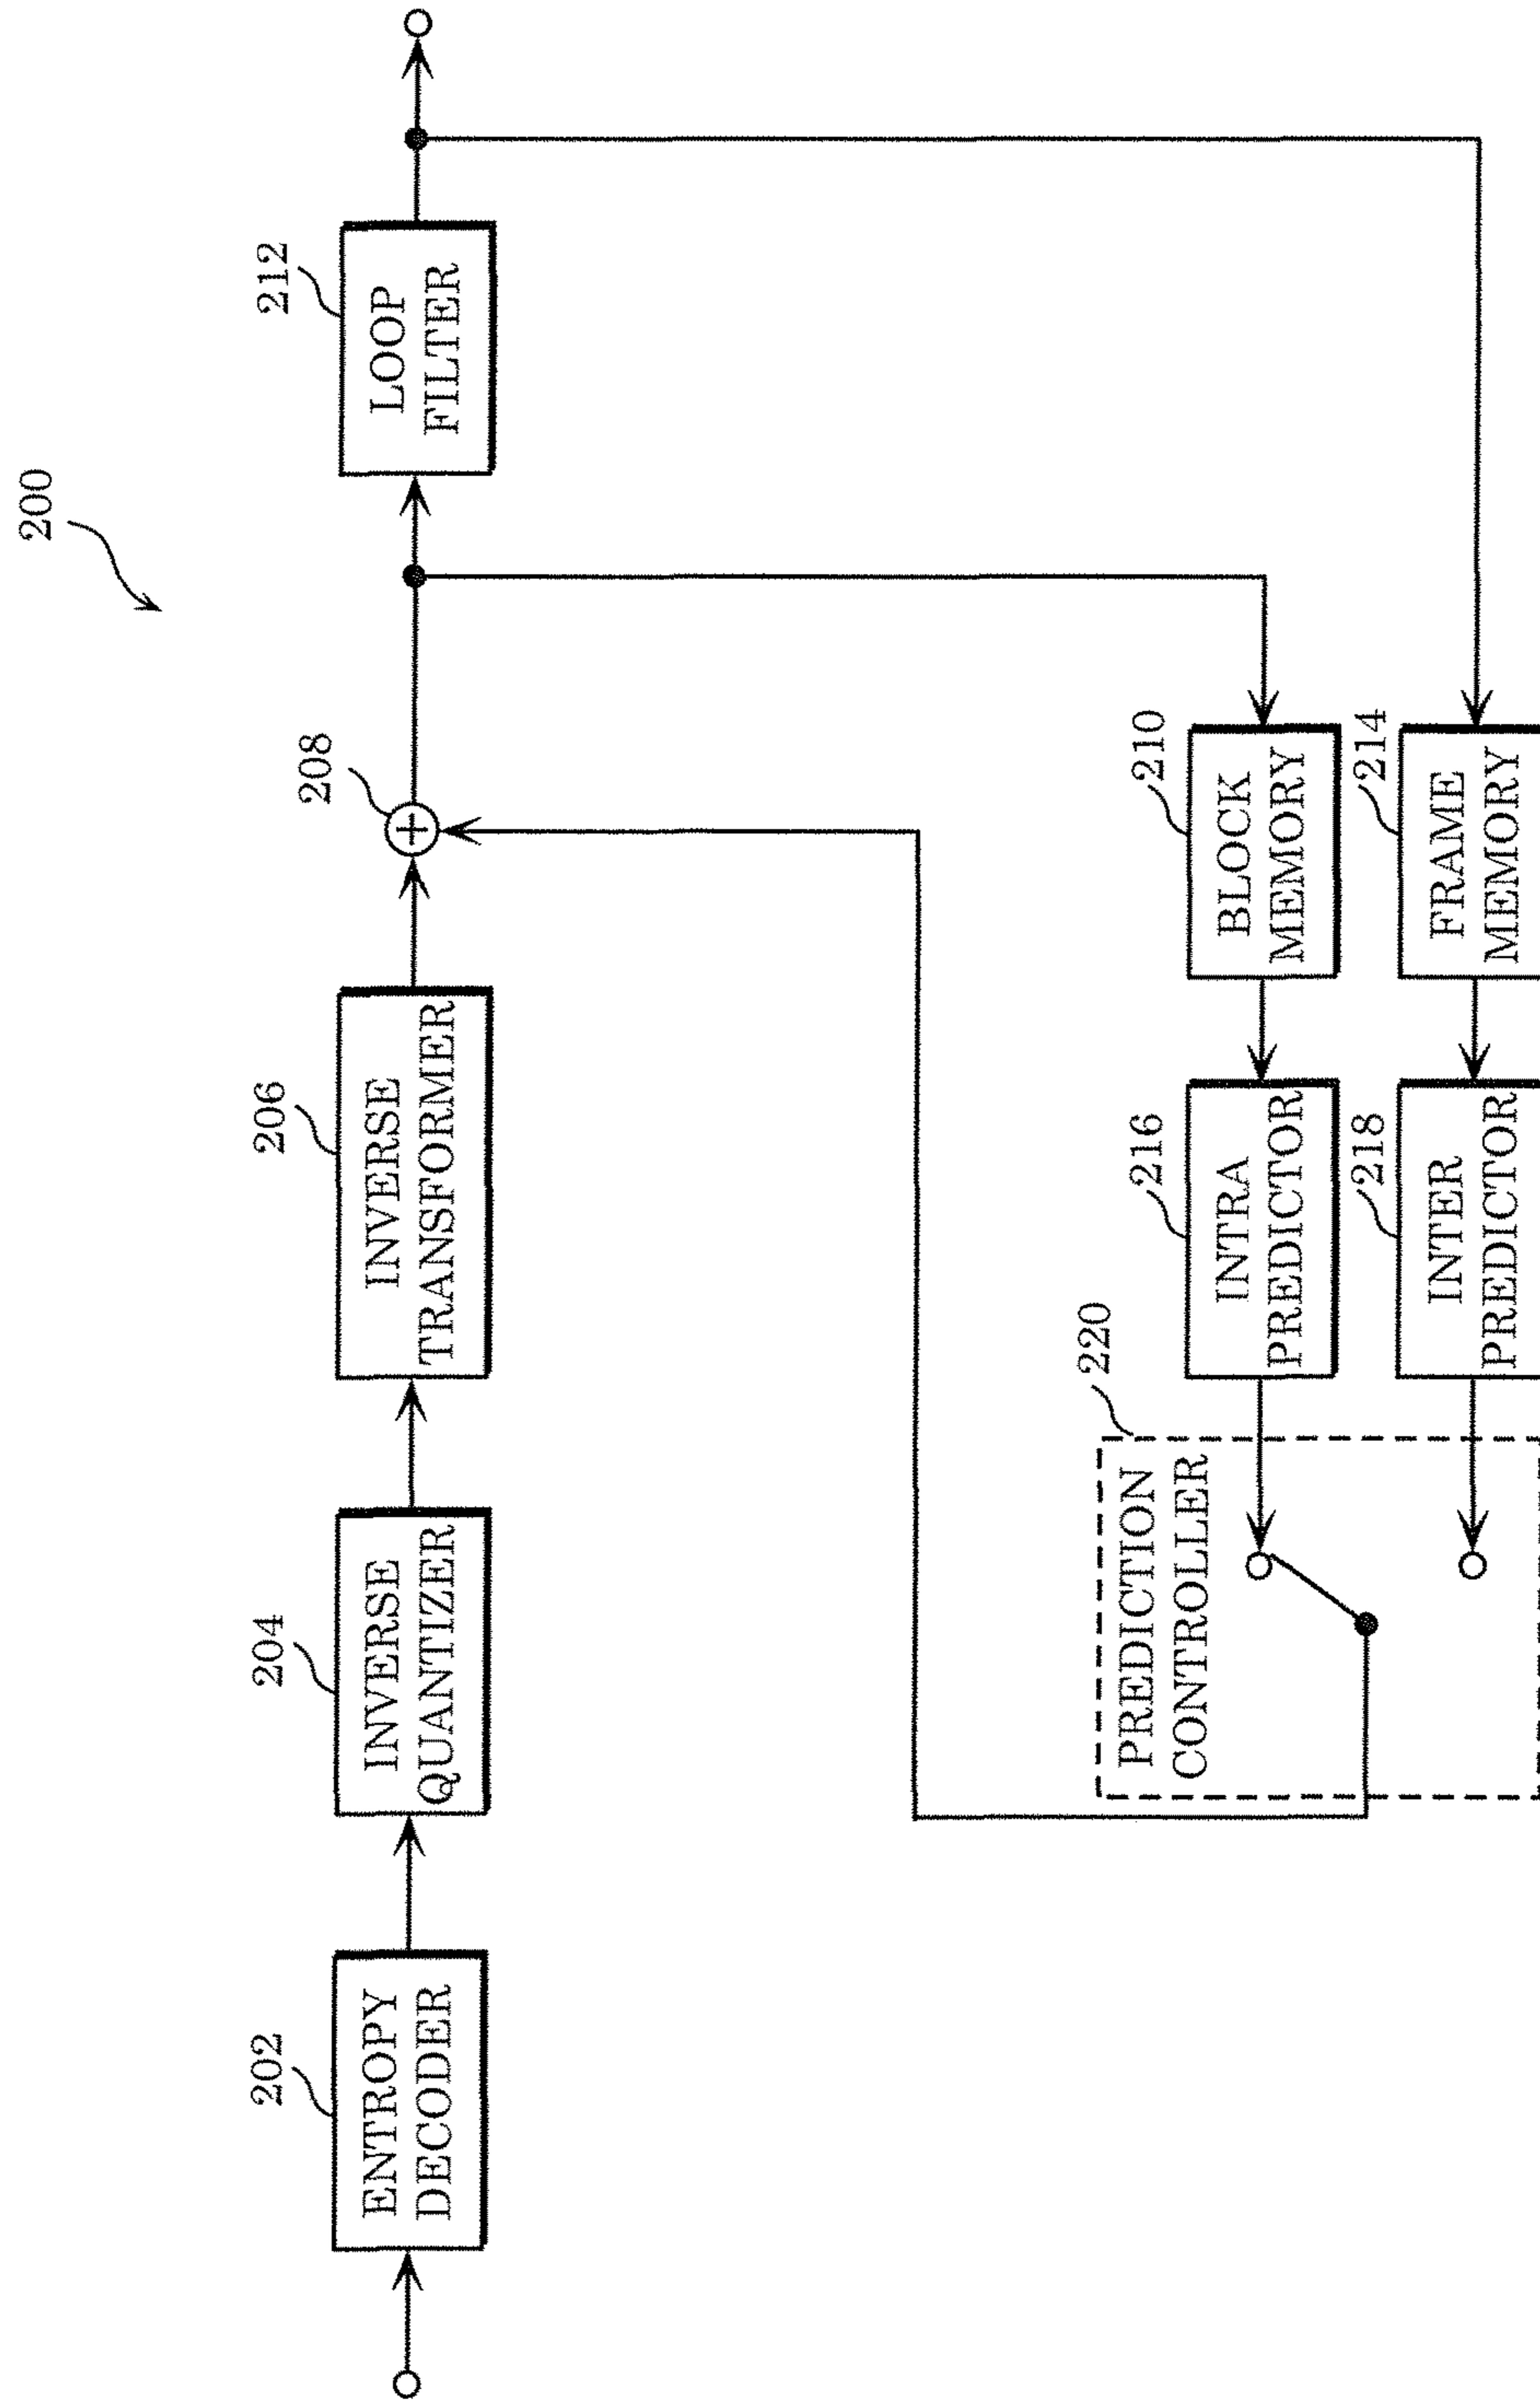 200
202
ENTROPY
DECODER
204
INVERSE
QUANTIZER
206
INVERSE
TRANSFORMER
208
+
212
LOOP
FILTER
220
PREDICTION
CONTROLLER
216
INTRA
PREDICTOR
210
BLOCK
MEMORY
218
INTER
PREDICTOR
214
FRAME
MEMORY